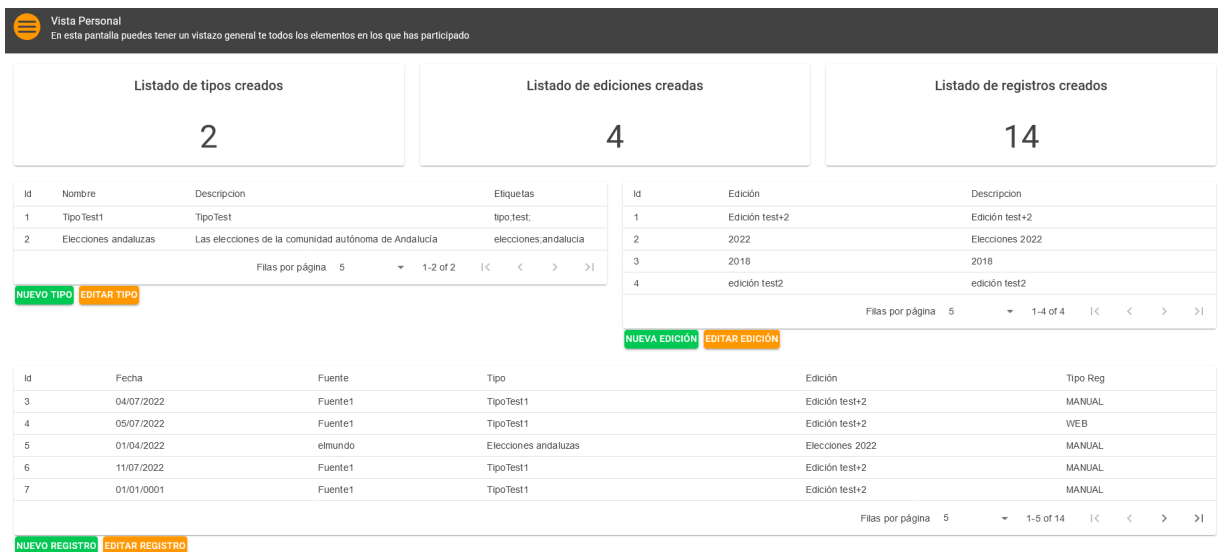 Vista Personal
En esta pantalla puedes tener un vistazo general te todos los elementos en los que has participado
Listado de tipos creados
2
Listado de ediciones creadas
4
Listado de registros creados
14
Id Nombre Descripcion Etiquetas
1 TipoTest1 TipoTest tipo;test;
2 Elecciones andaluzas Las elecciones de la comunidad autónoma de Andalucía elecciones;andalucia
Filas por página 5 1-2 of 2
NUEVO TIPO EDITAR TIPO
Id Edición Descripcion
1 Edición test+2 Edición test+2
2 2022 Elecciones 2022
3 2018 2018
4 edición test2 edición test2
Filas por página 5 1-4 of 4
NUEVA EDICIÓN EDITAR EDICIÓN
Id Fecha Fuente Tipo Edición Tipo Reg
3 04/07/2022 Fuente1 TipoTest1 Edición test+2 MANUAL
4 05/07/2022 Fuente1 TipoTest1 Edición test+2 WEB
5 01/04/2022 elmundo Elecciones andaluzas Elecciones 2022 MANUAL
6 11/07/2022 Fuente1 TipoTest1 Edición test+2 MANUAL
7 01/01/0001 Fuente1 TipoTest1 Edición test+2 MANUAL
Filas por página 5 1-5 of 14
NUEVO REGISTRO EDITAR REGISTRO